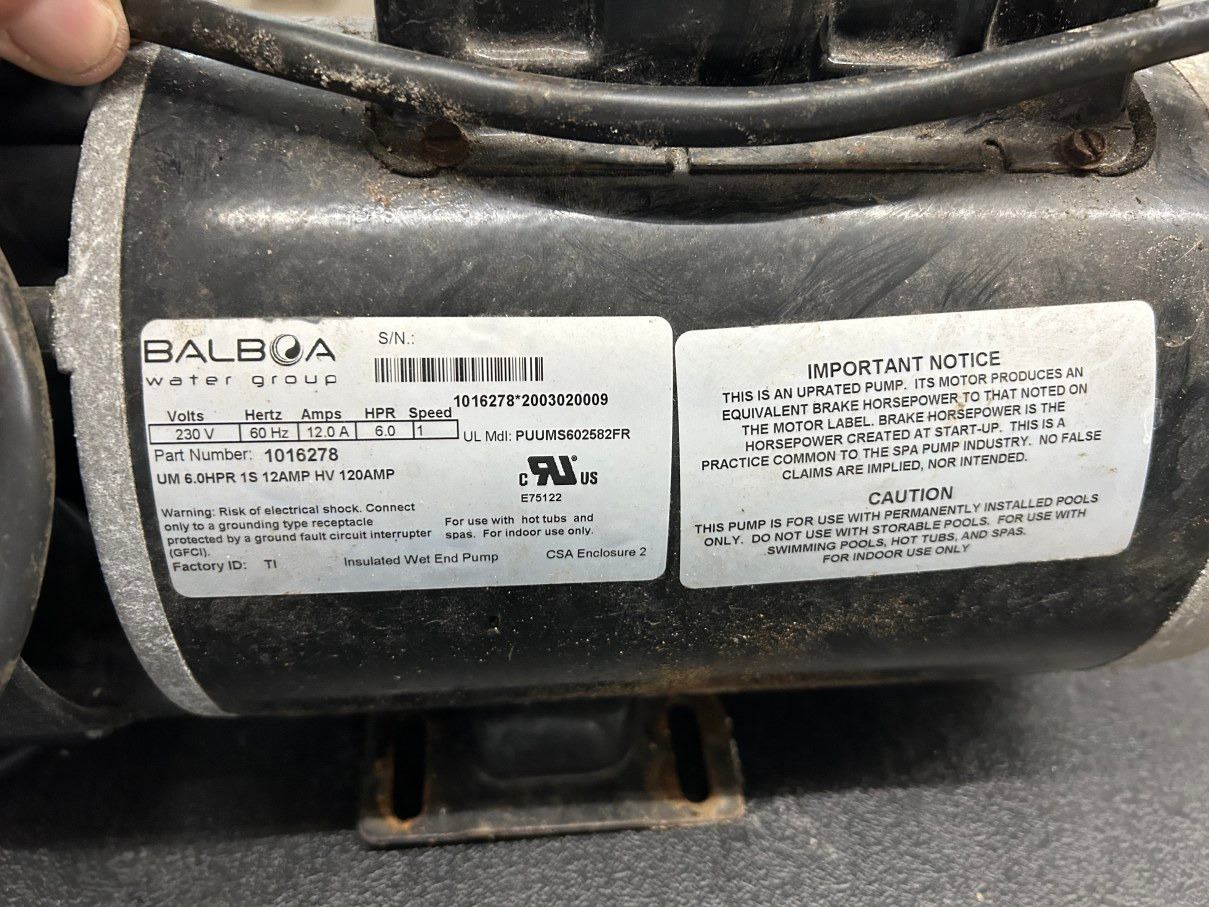 BALBOA
water group
S/N.:
1016278*2003020009
Volts Hertz Amps HPR Speed
230 V 60 Hz 12.0 A 6.0 1
UL Mdl: PUUMS602582FR
Part Number: 1016278
UM 6.0HPR 1S 12AMP HV 120AMP
C RU US
E75122
Warning: Risk of electrical shock. Connect
only to a grounding type receptacle
protected by a ground fault circuit interrupter
(GFCI).
For use with hot tubs and
spas. For indoor use only.
Factory ID: TI
Insulated Wet End Pump
CSA Enclosure 2
IMPORTANT NOTICE
THIS IS AN UPRATED PUMP. ITS MOTOR PRODUCES AN
EQUIVALENT BRAKE HORSEPOWER TO THAT NOTED ON
THE MOTOR LABEL. BRAKE HORSEPOWER IS THE
HORSEPOWER CREATED AT START-UP. THIS IS A
PRACTICE COMMON TO THE SPA PUMP INDUSTRY. NO FALSE
CLAIMS ARE IMPLIED, NOR INTENDED.
CAUTION
THIS PUMP IS FOR USE WITH PERMANENTLY INSTALLED POOLS
ONLY. DO NOT USE WITH STORABLE POOLS. FOR USE WITH
SWIMMING POOLS, HOT TUBS, AND SPAS.
FOR INDOOR USE ONLY